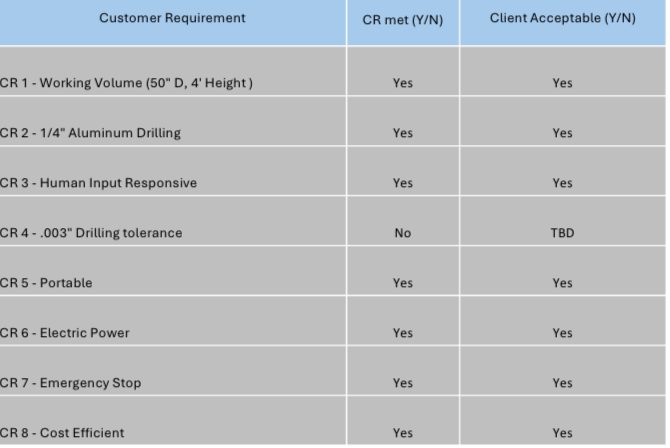 Customer Requirement CR met (Y/N) Client Acceptable (Y/N)
CR 1 - Working Volume (50" D, 4' Height ) Yes Yes
CR 2 - 1/4" Aluminum Drilling Yes Yes
CR 3 - Human Input Responsive Yes Yes
CR 4 - .003" Drilling tolerance No TBD
CR 5 - Portable Yes Yes
CR 6 - Electric Power Yes Yes
CR 7 - Emergency Stop Yes Yes
CR 8 - Cost Efficient Yes Yes